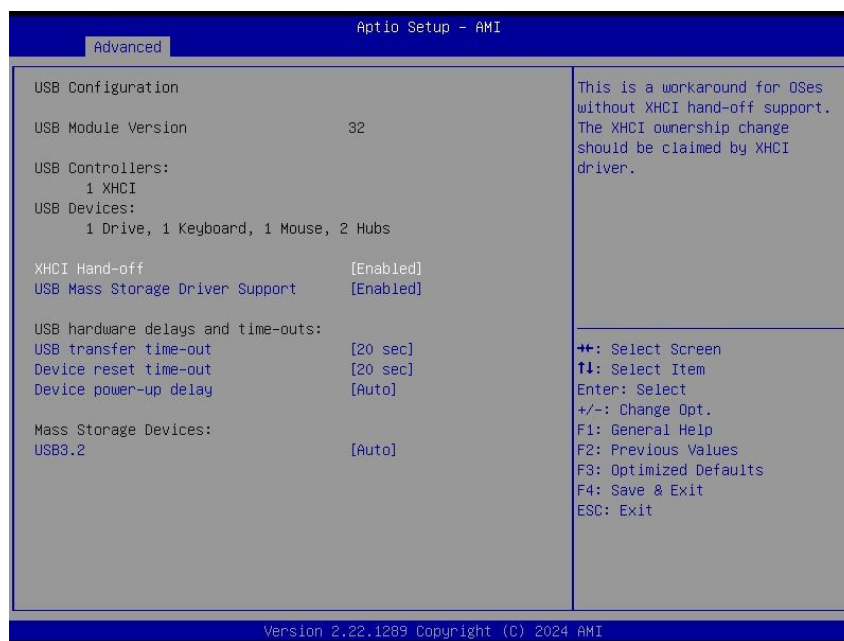 Aptio Setup – AMI
Advanced
USB Configuration
USB Module Version 32
USB Controllers:
1 XHCI
USB Devices:
1 Drive, 1 Keyboard, 1 Mouse, 2 Hubs
XHCI Hand-off [Enabled]
USB Mass Storage Driver Support [Enabled]
USB hardware delays and time-outs:
USB transfer time-out [20 sec]
Device reset time-out [20 sec]
Device power-up delay [Auto]
Mass Storage Devices:
USB3.2 [Auto]
This is a workaround for OSes
without XHCI hand-off support.
The XHCI ownership change
should be claimed by XHCI
driver.
→←: Select Screen
↑↓: Select Item
Enter: Select
+/-: Change Opt.
F1: General Help
F2: Previous Values
F3: Optimized Defaults
F4: Save & Exit
ESC: Exit
Version 2.22.1289 Copyright (C) 2024 AMI